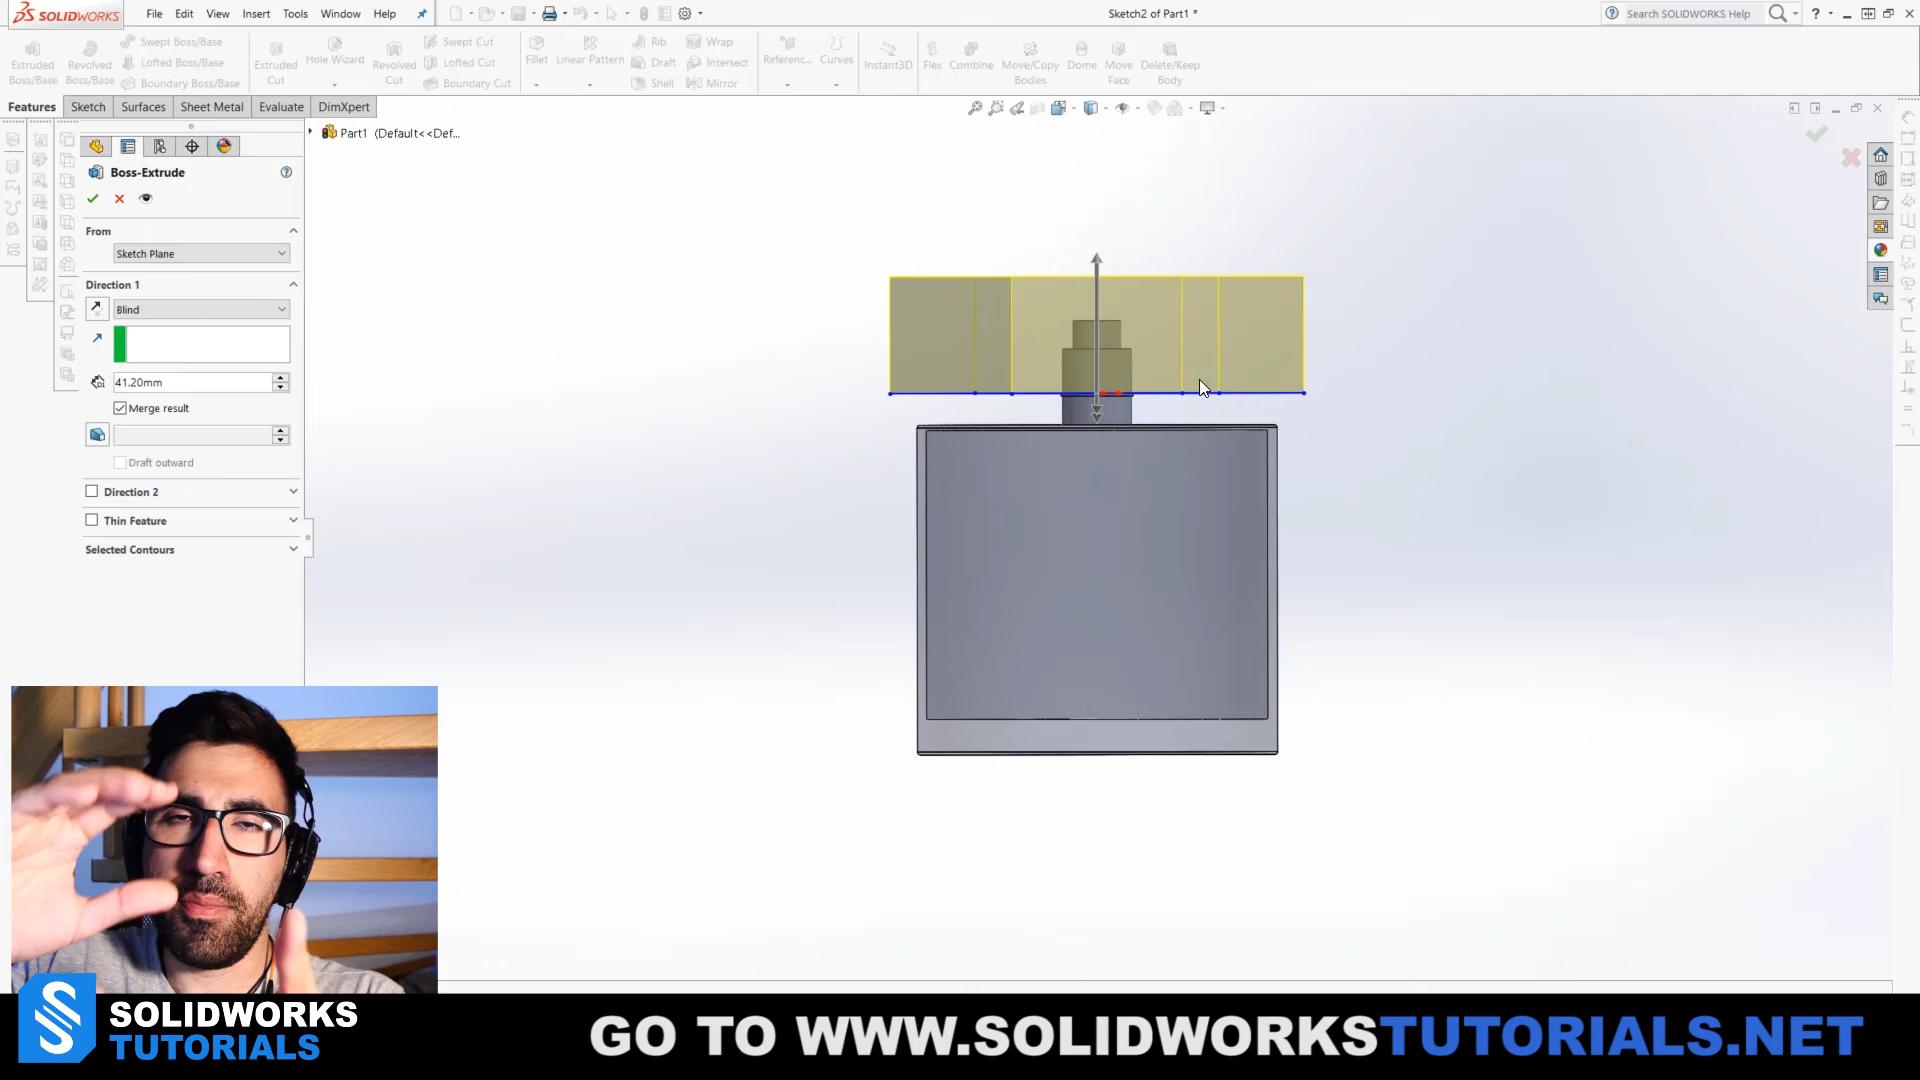 SOLIDWORKS
File Edit View Insert Tools Window Help
Sketch2 of Part1 *
Search SOLIDWORKS Help
Extruded Boss/Base
Revolved Boss/Base
Swept Boss/Base
Lofted Boss/Base
Boundary Boss/Base
Extruded Cut
Hole Wizard
Revolved Cut
Swept Cut
Lofted Cut
Boundary Cut
Fillet
Linear Pattern
Rib
Draft
Shell
Wrap
Intersect
Mirror
Referenc...
Curves
Instant3D
Flex
Combine
Move/Copy Bodies
Dome
Move Face
Delete/Keep Body
Features Sketch Surfaces Sheet Metal Evaluate DimXpert
Part1 (Default<<Def...
Boss-Extrude
From
Sketch Plane
Direction 1
Blind
41.20mm
Merge result
Draft outward
Direction 2
Thin Feature
Selected Contours
SOLIDWORKS
TUTORIALS
GO TO WWW.SOLIDWORKSTUTORIALS.NET